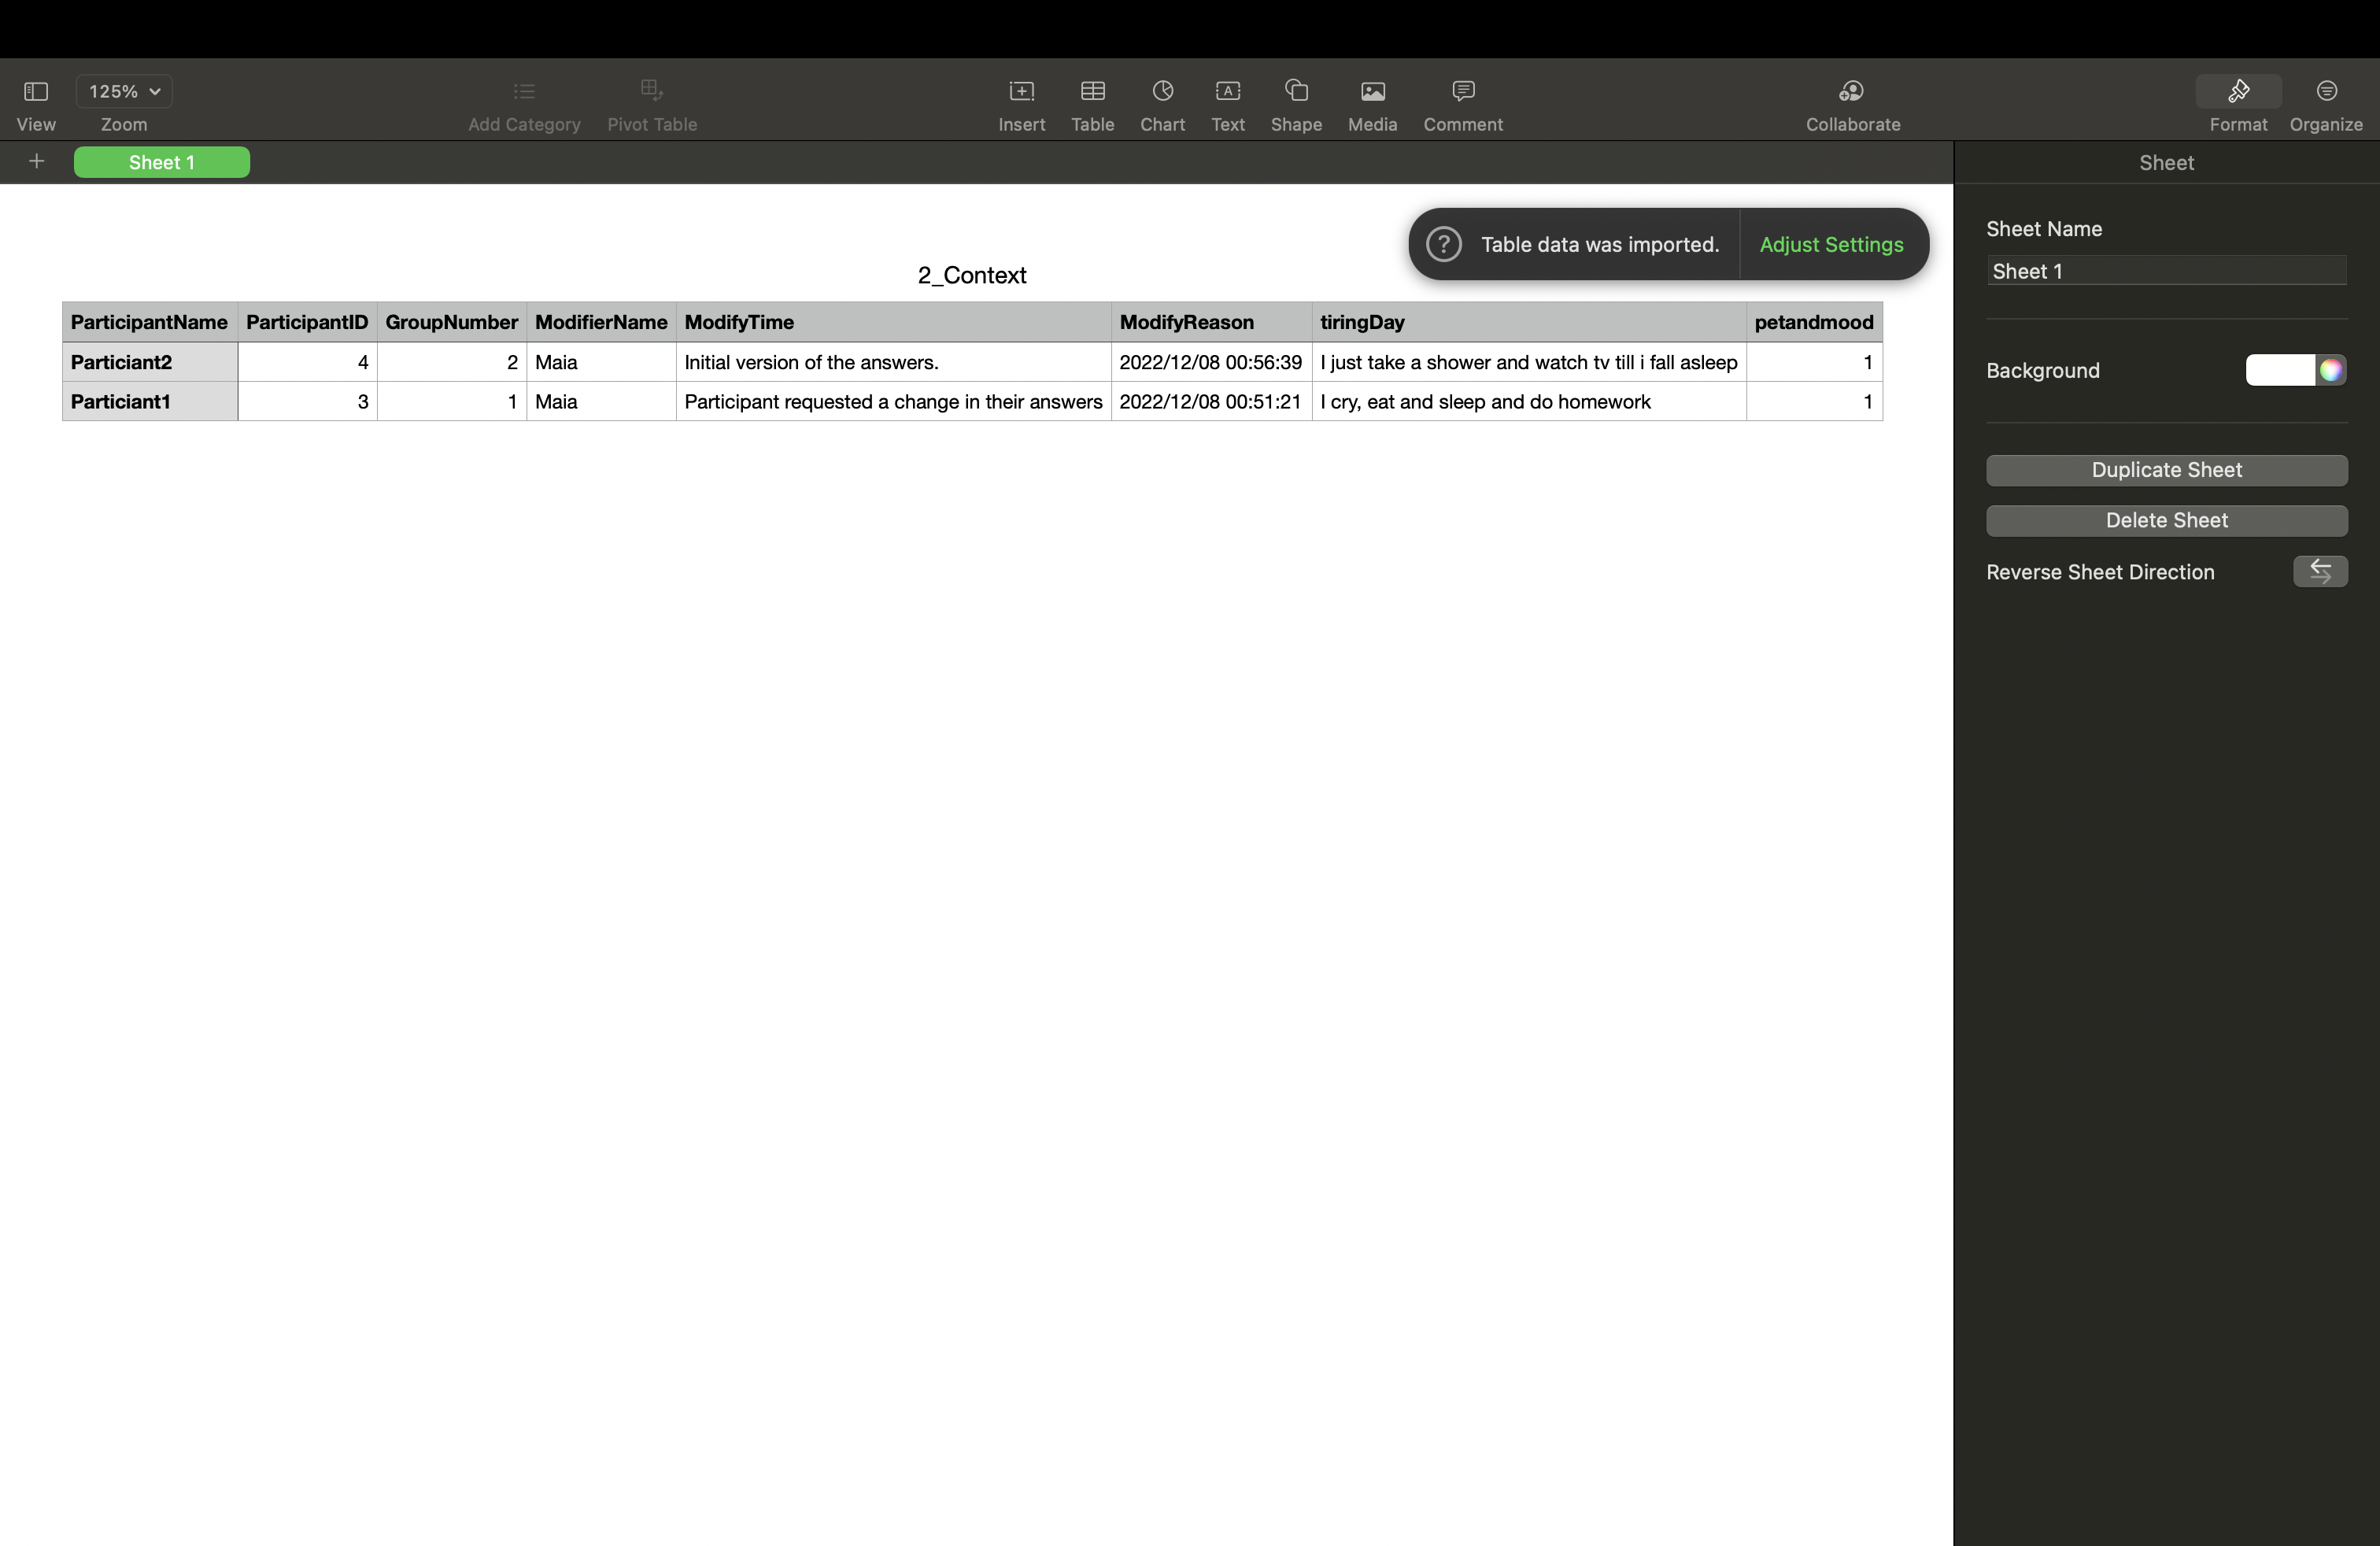 125%
View
Zoom
Add Category
Pivot Table
Insert
Table
Chart
Text
Shape
Media
Comment
Collaborate
Format
Organize
Sheet 1
Sheet
Table data was imported.
Adjust Settings
2_Context
ParticipantName ParticipantID GroupNumber ModifierName ModifyTime ModifyReason tiringDay petandmood
Particiant2 4 2 Maia Initial version of the answers. 2022/12/08 00:56:39 I just take a shower and watch tv till i fall asleep 1
Particiant1 3 1 Maia Participant requested a change in their answers 2022/12/08 00:51:21 I cry, eat and sleep and do homework 1
Sheet Name
Sheet 1
Background
Duplicate Sheet
Delete Sheet
Reverse Sheet Direction